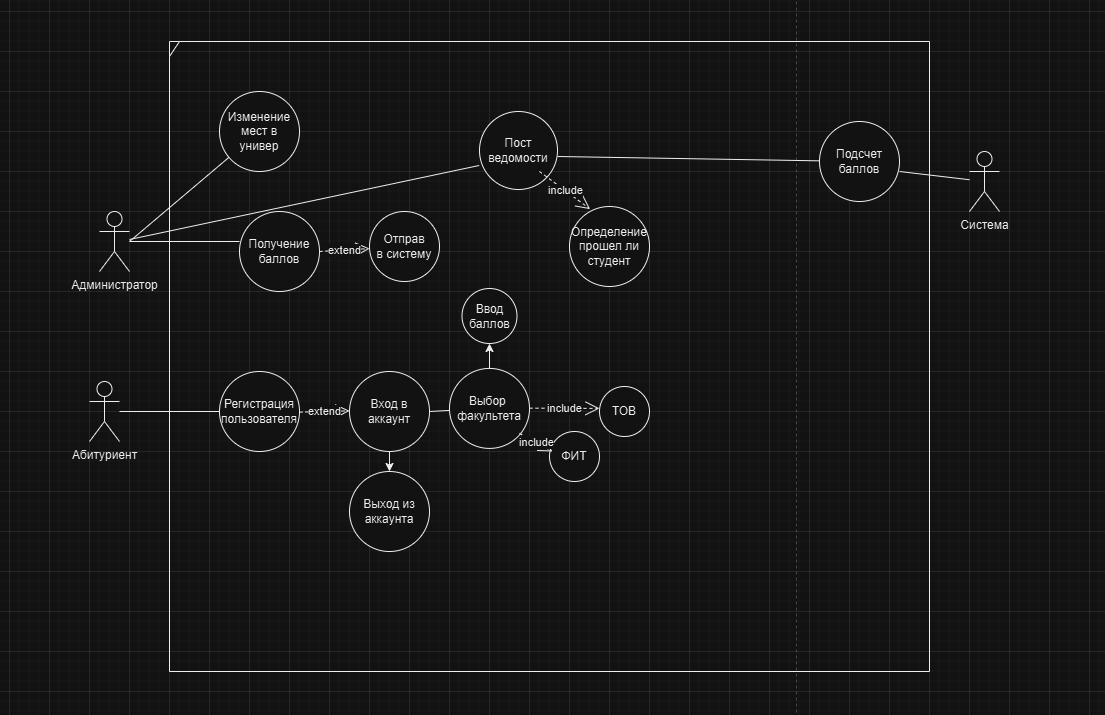 Изменение
мест в
универ
Пост
ведомости
Подсчет
баллов
include
Система
Определение
прошел ли
студент
Получение
баллов
extend
Отправ
в систему
Администратор
Ввод
баллов
Регистрация
пользователя
extend
Вход в
аккаунт
Выбор
факультета
include
ТОВ
include
ФИТ
Абитуриент
Выход из
аккаунта